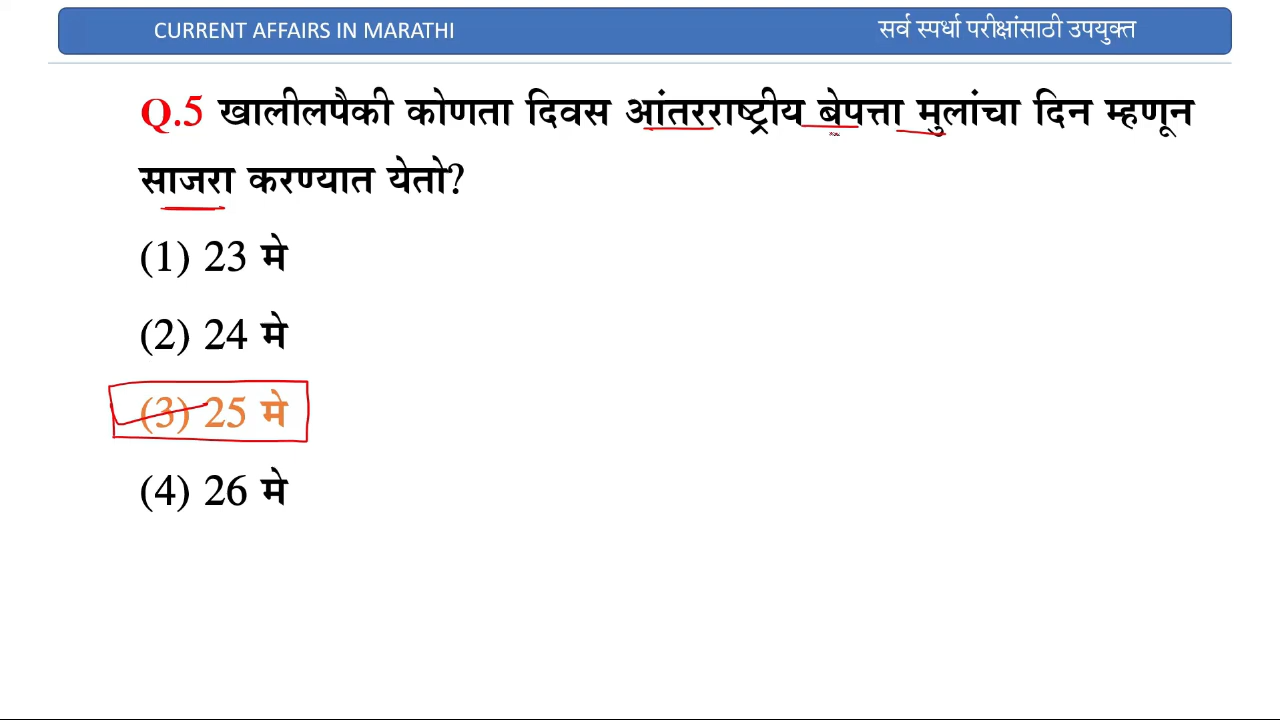 CURRENT AFFAIRS IN MARATHI
सर्व स्पर्धा परीक्षांसाठी उपयुक्त
Q.5 खालीलपैकी कोणता दिवस आंतरराष्ट्रीय बेपत्ता मुलांचा दिन म्हणून
साजरा करण्यात येतो?
(1) 23 मे
(2) 24 मे
(3) 25 मे
(4) 26 मे